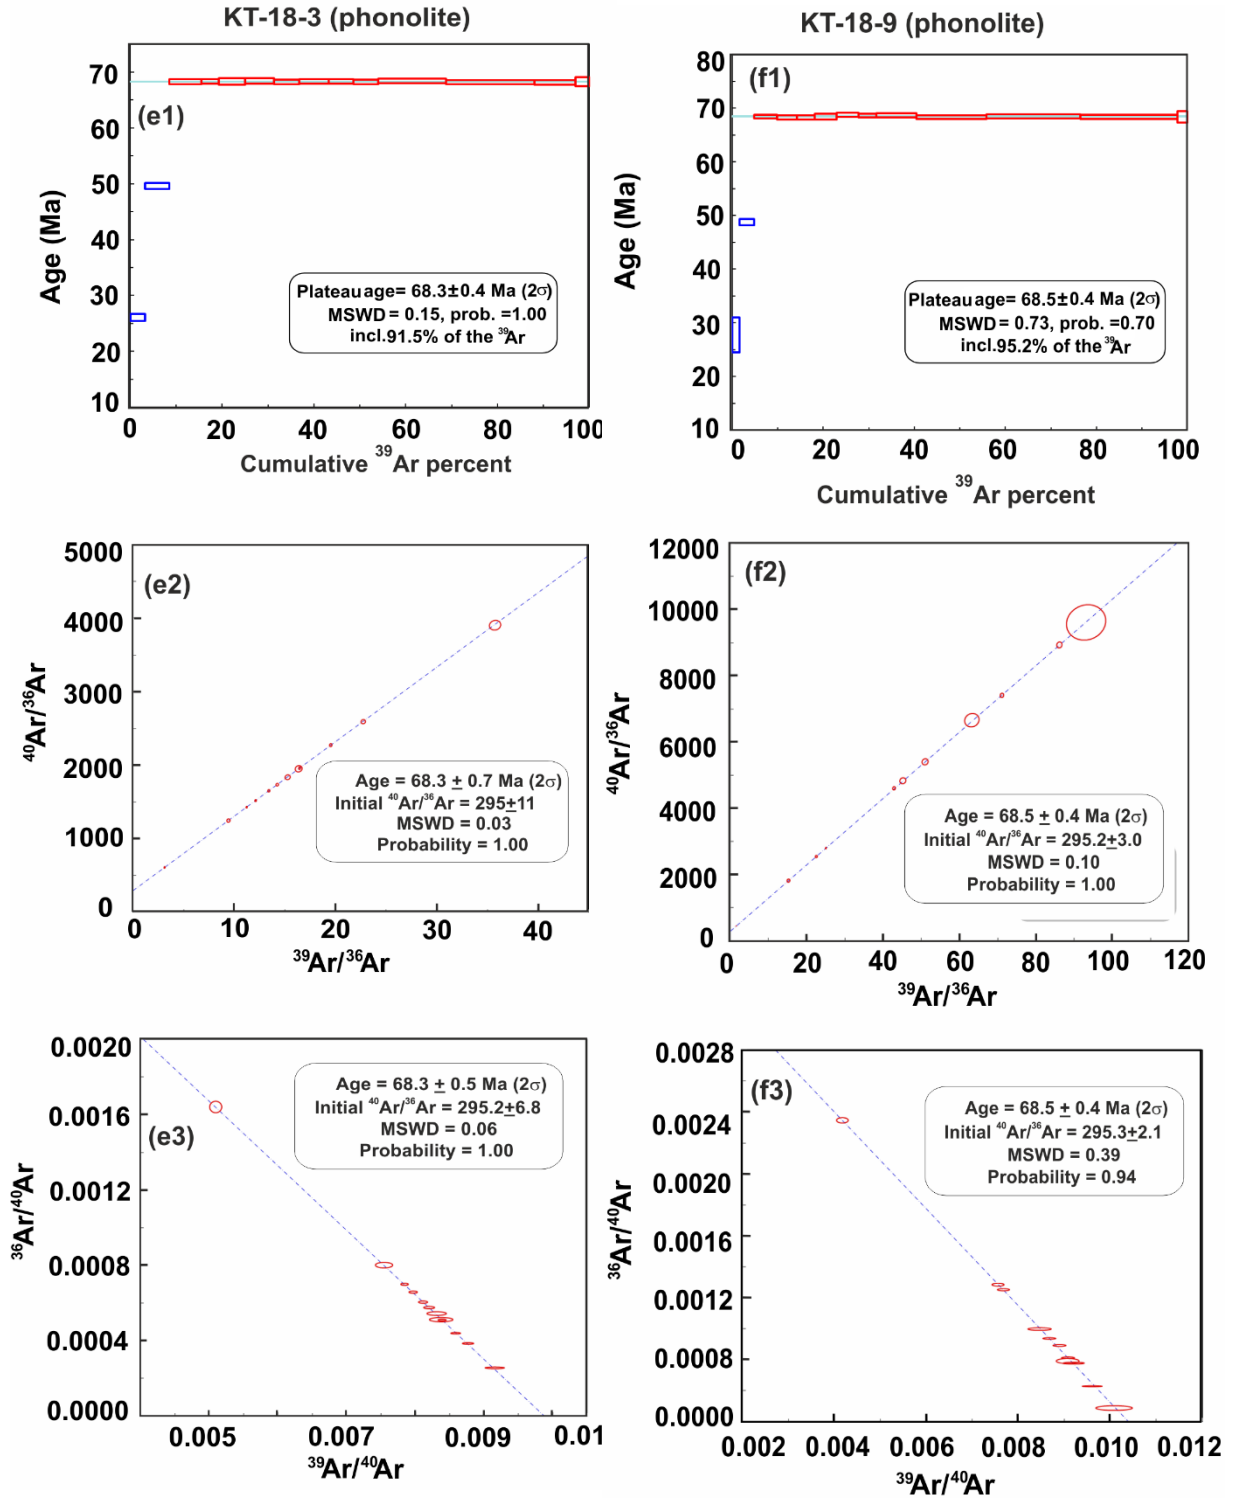 KT-18-3 (phonolite)
70
60
50
40
30
20
10
Age (Ma)
(e1)
Plateau age= 68.3±0.4 Ma (2σ)
MSWD = 0.15, prob. =1.00
incl.91.5% of the ³⁹Ar
0 20 40 60 80 100
Cumulative ³⁹Ar percent
KT-18-9 (phonolite)
80
70
60
50
40
30
20
10
Age (Ma)
(f1)
Plateau age= 68.5±0.4 Ma (2σ)
MSWD = 0.73, prob. =0.70
incl.95.2% of the ³⁹Ar
0 20 40 60 80 100
Cumulative ³⁹Ar percent
5000
4000
3000
2000
1000
0
⁴⁰Ar/³⁶Ar
(e2)
Age = 68.3 ± 0.7 Ma (2σ)
Initial ⁴⁰Ar/³⁶Ar = 295±11
MSWD = 0.03
Probability = 1.00
0 10 20 30 40
³⁹Ar/³⁶Ar
12000
10000
8000
6000
4000
2000
0
⁴⁰Ar/³⁶Ar
(f2)
Age = 68.5 ± 0.4 Ma (2σ)
Initial ⁴⁰Ar/³⁶Ar = 295.2±3.0
MSWD = 0.10
Probability = 1.00
0 20 40 60 80 100 120
³⁹Ar/³⁶Ar
0.0020
0.0016
0.0012
0.0008
0.0004
0.0000
³⁶Ar/⁴⁰Ar
(e3)
Age = 68.3 ± 0.5 Ma (2σ)
Initial ⁴⁰Ar/³⁶Ar = 295.2±6.8
MSWD = 0.06
Probability = 1.00
0.005 0.007 0.009 0.01
³⁹Ar/⁴⁰Ar
0.0028
0.0024
0.0020
0.0016
0.0012
0.0008
0.0000
³⁶Ar/⁴⁰Ar
(f3)
Age = 68.5 ± 0.4 Ma (2σ)
Initial ⁴⁰Ar/³⁶Ar = 295.3±2.1
MSWD = 0.39
Probability = 0.94
0.002 0.004 0.006 0.008 0.010 0.012
³⁹Ar/⁴⁰Ar